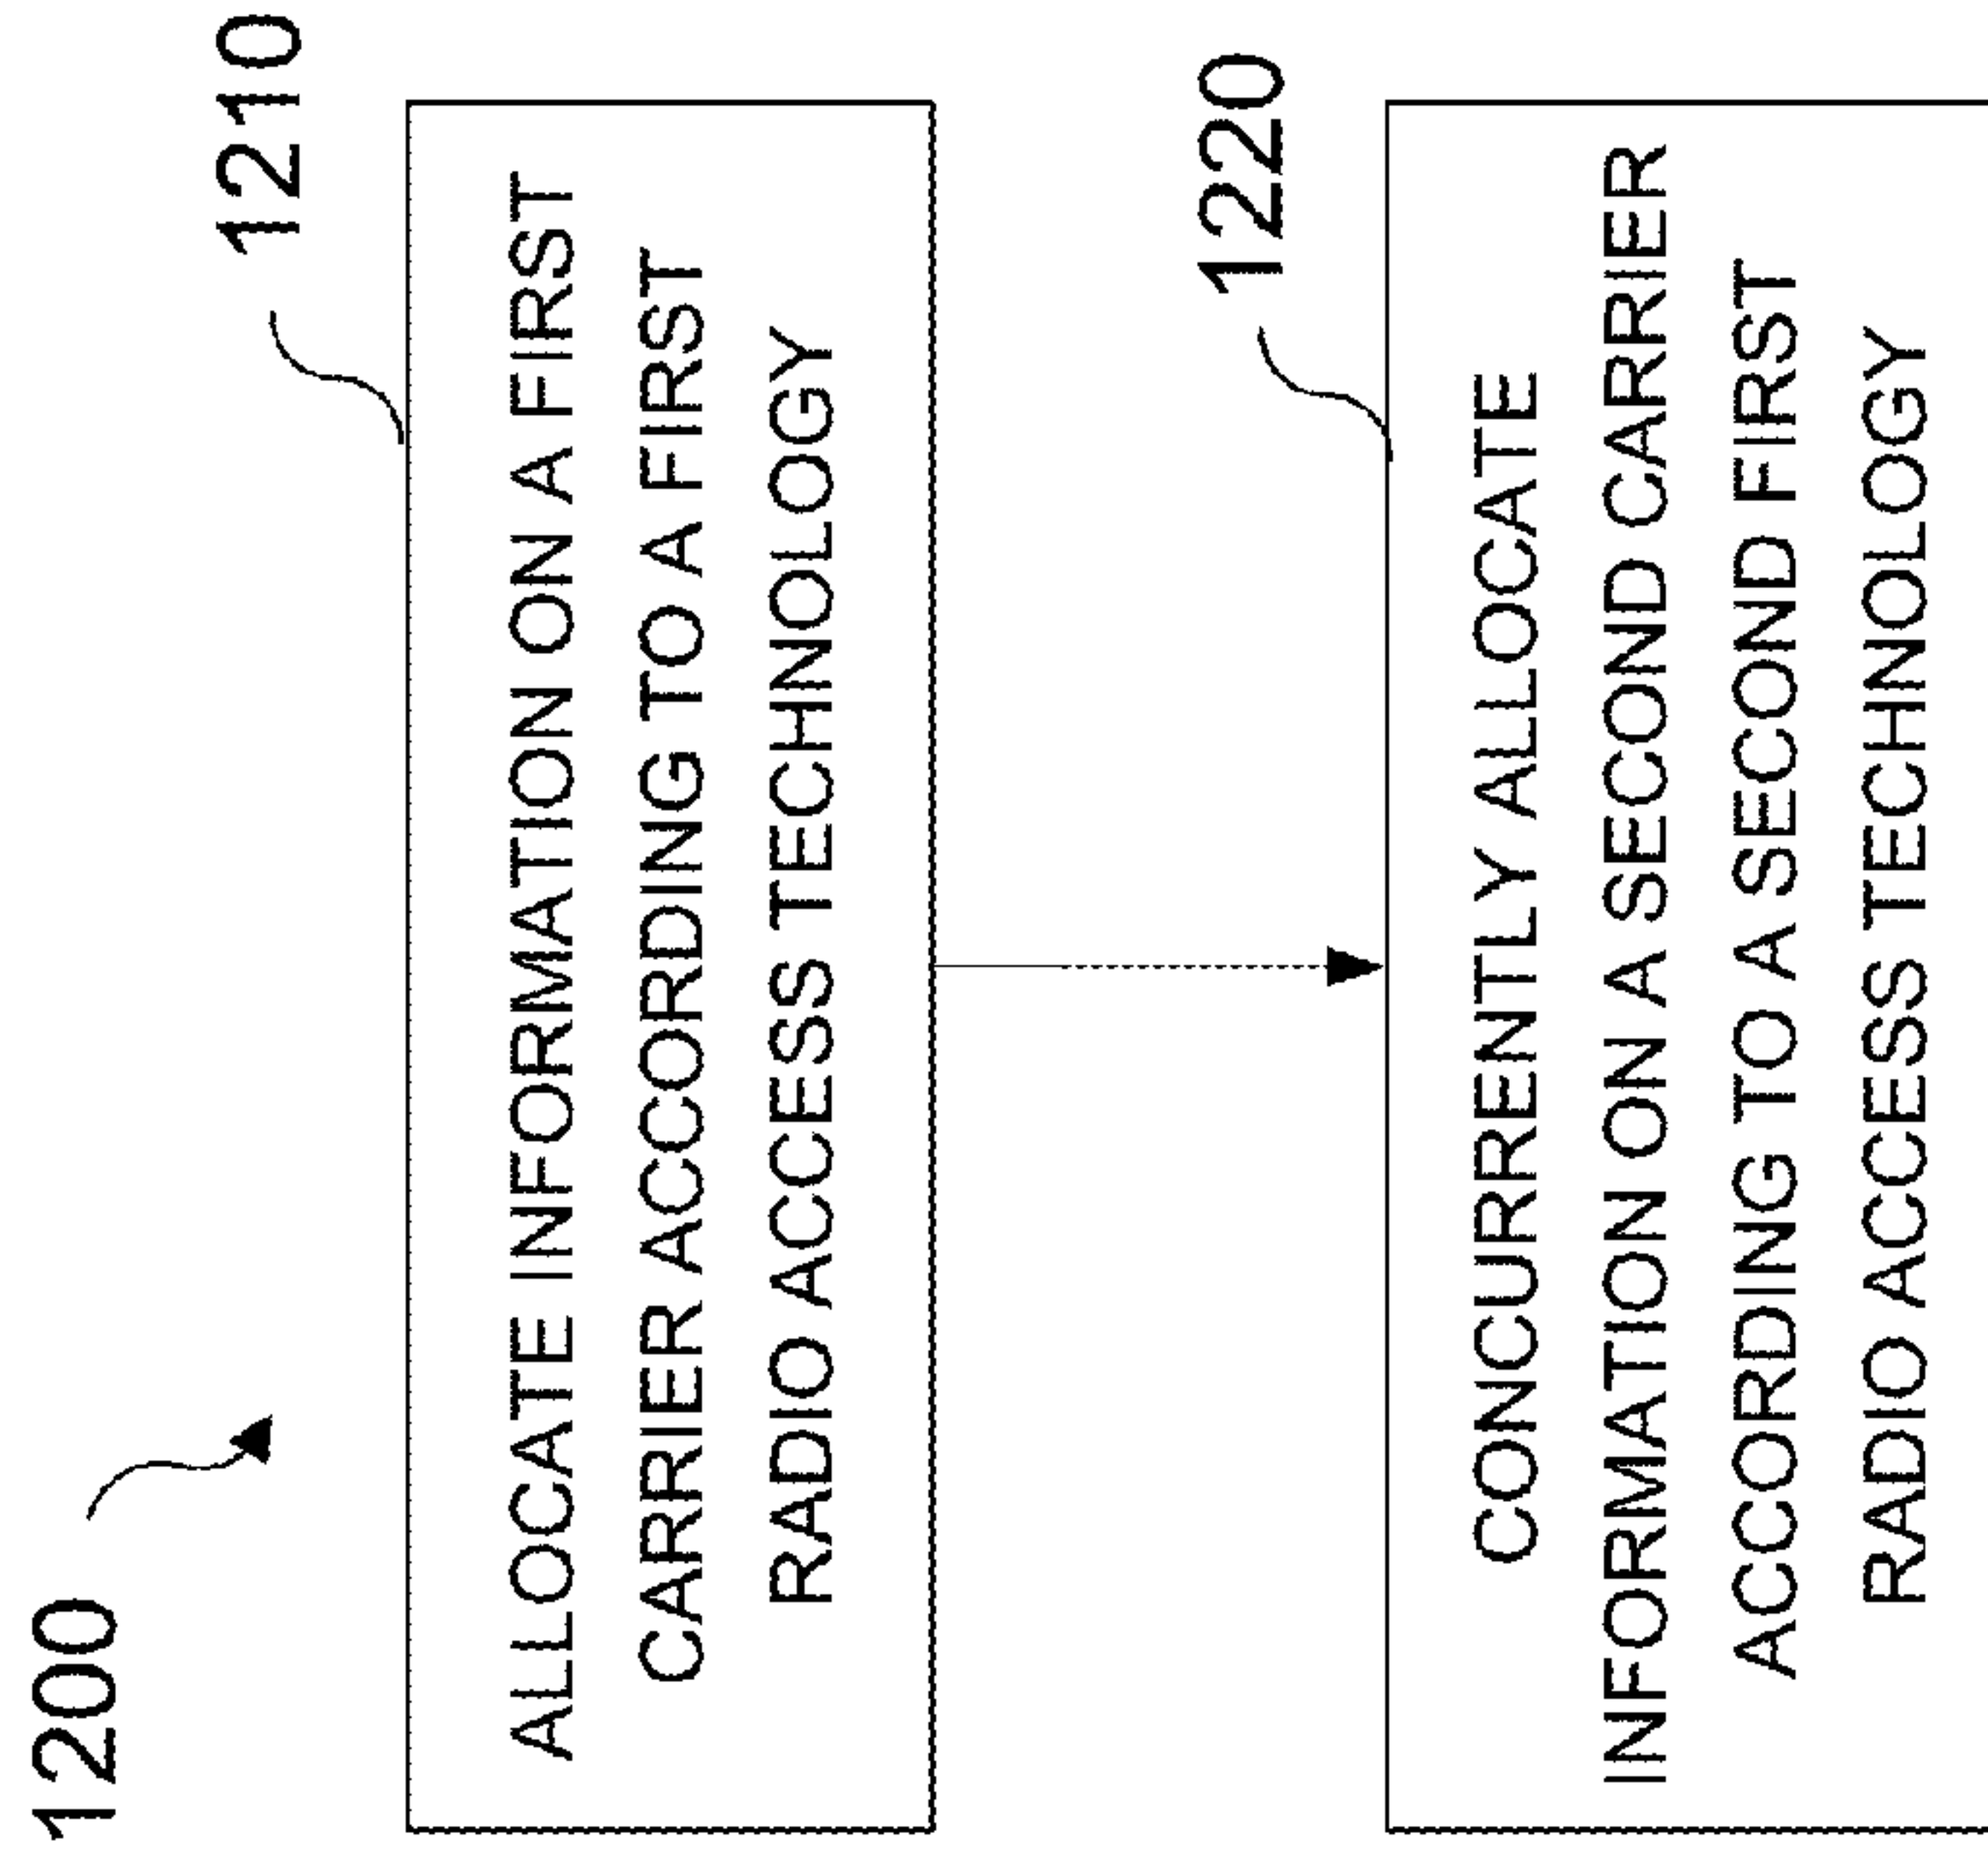 1200
1210
ALLOCATE INFORMATION ON A FIRST
CARRIER ACCORDING TO A FIRST
RADIO ACCESS TECHNOLOGY
1220
CONCURRENTLY ALLOCATE
INFORMATION ON A SECOND CARRIER
ACCORDING TO A SECOND FIRST
RADIO ACCESS TECHNOLOGY